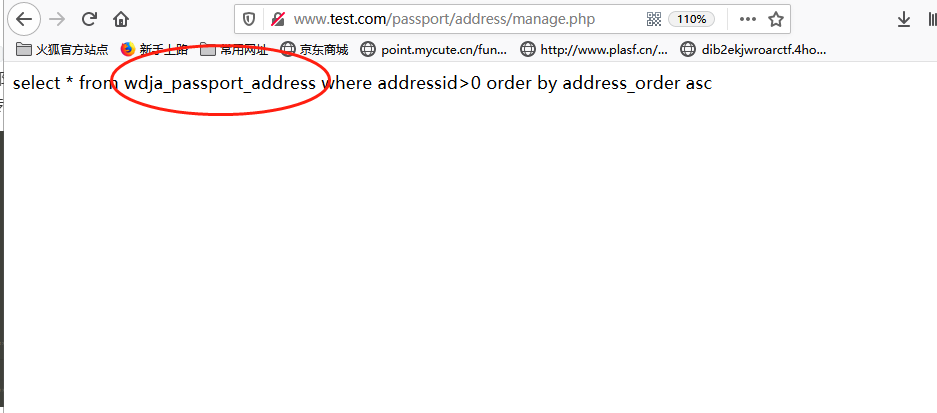 www.test.com/passport/address/manage.php 110%
火狐官方站点 新手上路 常用网址 京东商城 point.mycute.cn/fun... http://www.plasf.cn/... dib2ekjwroarctf.4ho...
select * from wdja_passport_address where addressid>0 order by address_order asc